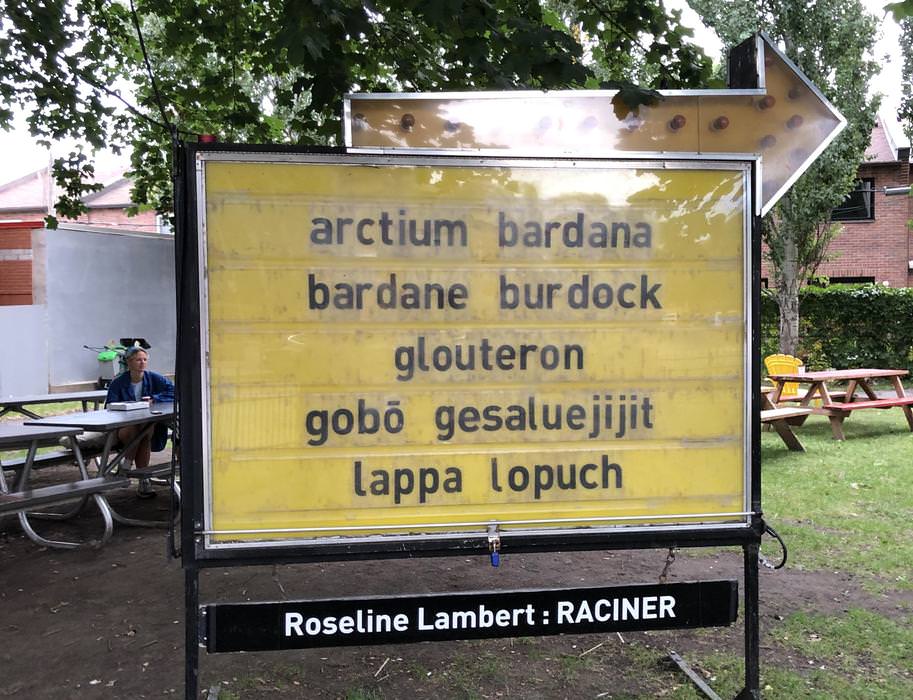 arctium bardana
bardane burdock
glouteron
gobō gesaluejijit
lappa lopuch
Roseline Lambert : RACINER